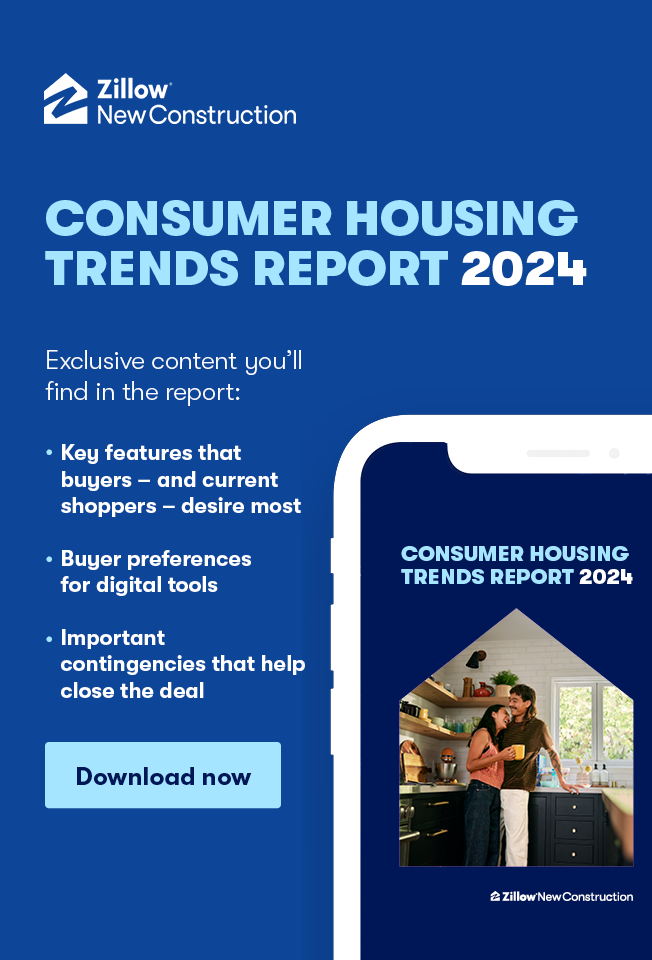 Zillow
New Construction
CONSUMER HOUSING
TRENDS REPORT 2024
Exclusive content you'll
find in the report:
• Key features that
buyers – and current
shoppers – desire most
• Buyer preferences
for digital tools
• Important
contingencies that help
close the deal
Download now
CONSUMER HOUSING
TRENDS REPORT 2024
Zillow New Construction